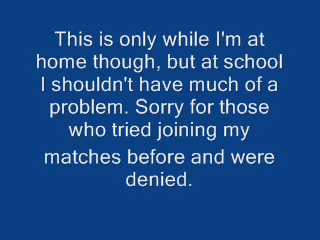 This is only while I'm at
home though, but at school
I shouldn't have much of a
problem. Sorry for those
who tried joining my
matches before and were
denied.